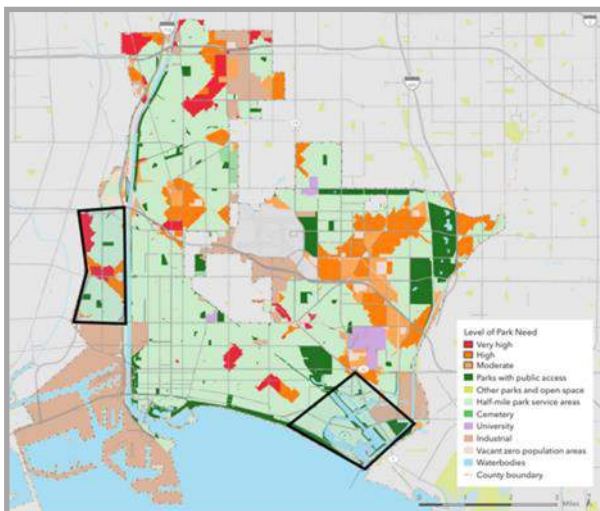 Level of Park Need
Very high
High
Moderate
Parks with public access
Other parks and open space
Half-mile park service areas
Cemetery
University
Industrial
Vacant zero population areas
Waterbodies
County boundary
Miles